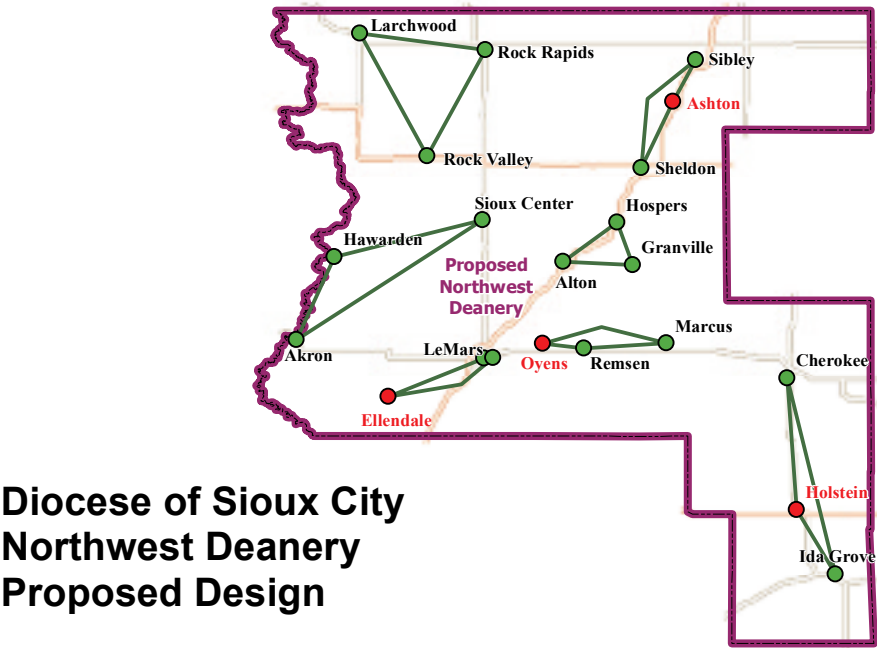 Larchwood
Rock Rapids
Sibley
Ashton
Rock Valley
Sheldon
Sioux Center
Hospers
Hawarden
Granville
Proposed
Northwest
Deanery
Alton
Marcus
LeMars
Akron
Oyens
Remsen
Cherokee
Ellendale
Holstein
Diocese of Sioux City
Northwest Deanery
Proposed Design
Ida Grove